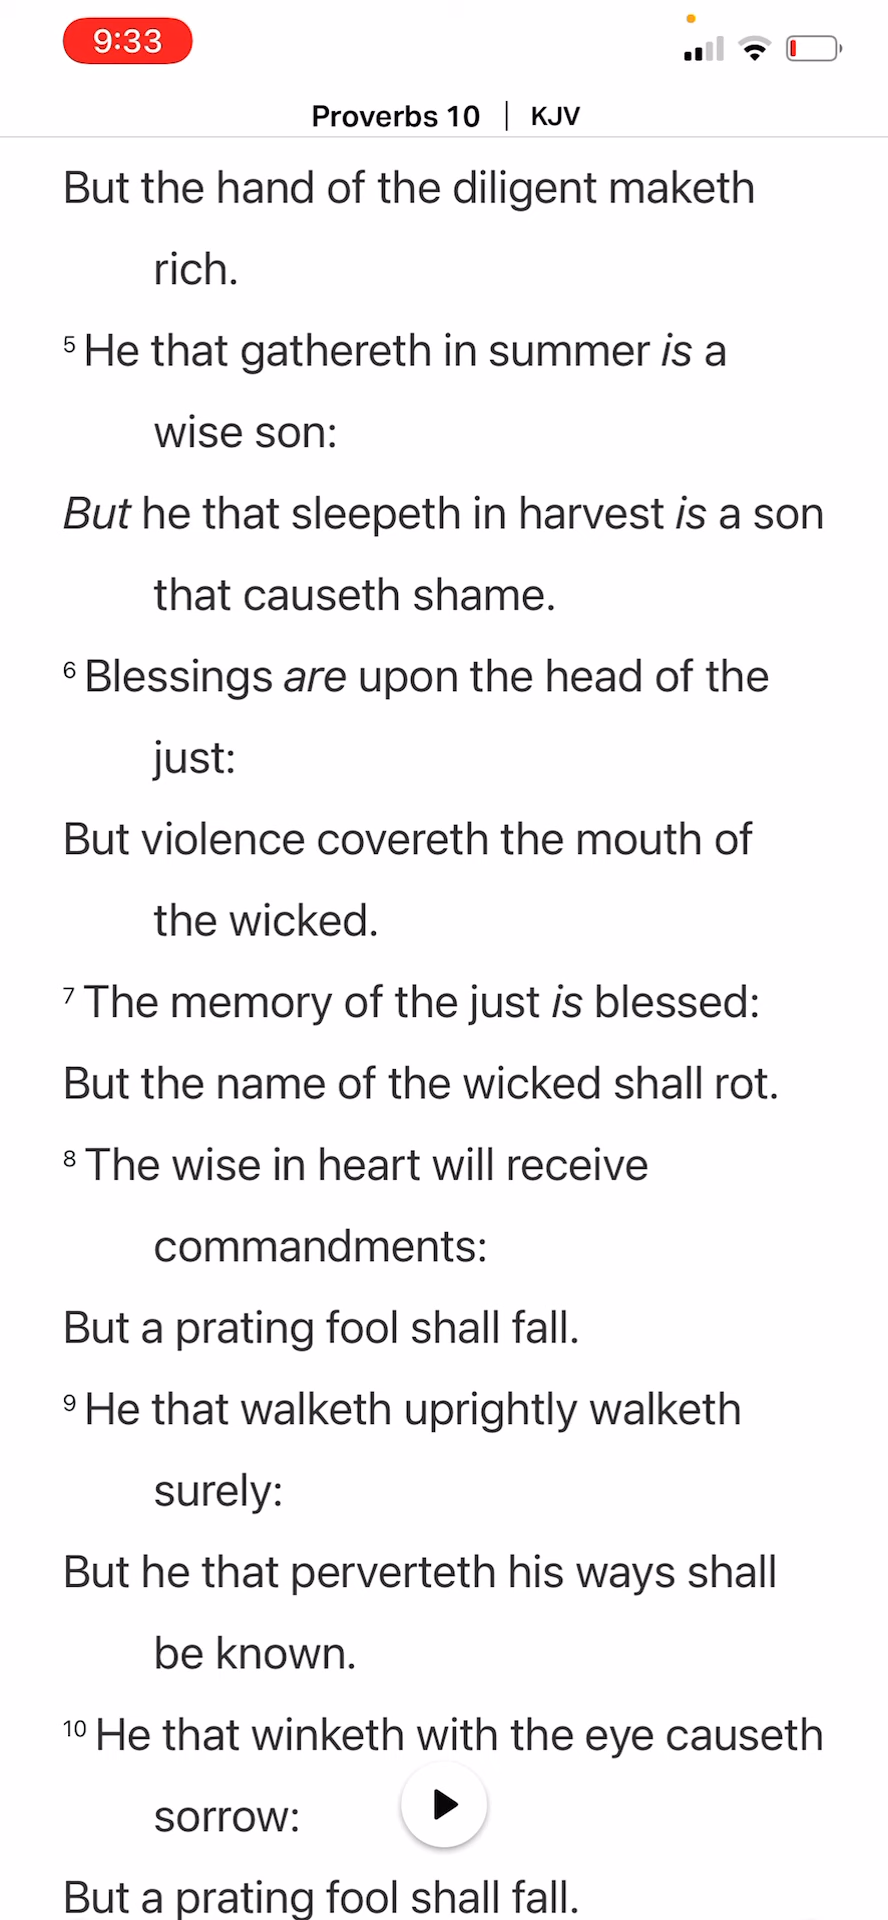 9:33
Proverbs 10 | KJV
But the hand of the diligent maketh
rich.
5 He that gathereth in summer is a
wise son:
But he that sleepeth in harvest is a son
that causeth shame.
6 Blessings are upon the head of the
just:
But violence covereth the mouth of
the wicked.
7 The memory of the just is blessed:
But the name of the wicked shall rot.
8 The wise in heart will receive
commandments:
But a prating fool shall fall.
9 He that walketh uprightly walketh
surely:
But he that perverteth his ways shall
be known.
10 He that winketh with the eye causeth
sorrow:
But a prating fool shall fall.